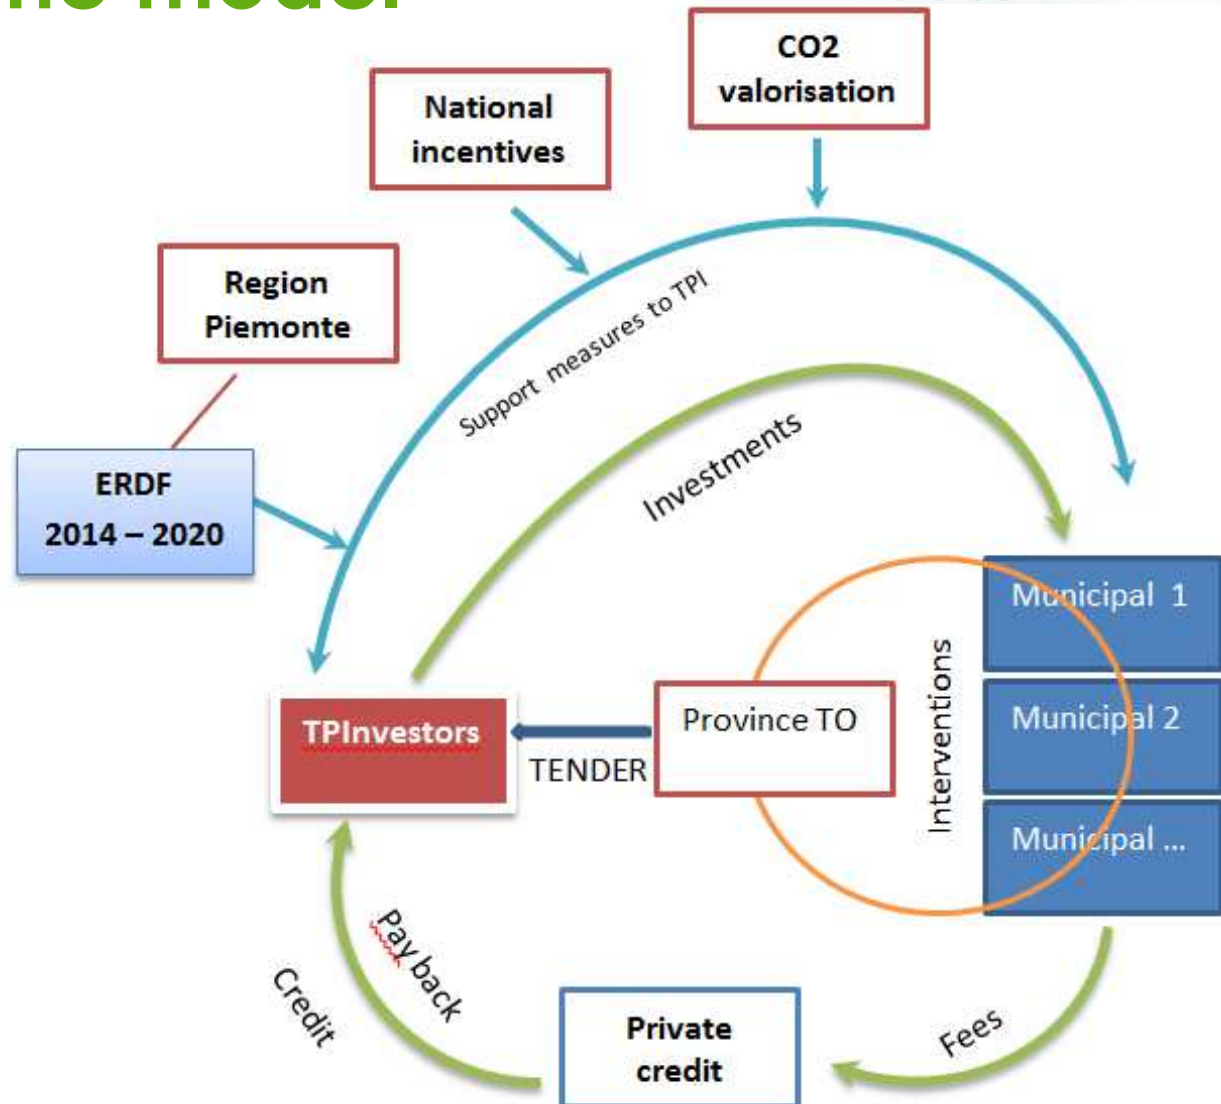 CO2
valorisation
National
incentives
Region
Piemonte
ERDF
2014 – 2020
Support measures to TPI
Investments
Municipal 1
Municipal 2
Municipal ...
Interventions
Province TO
TENDER
TPInvestors
Pay back
Credit
Private
credit
Fees